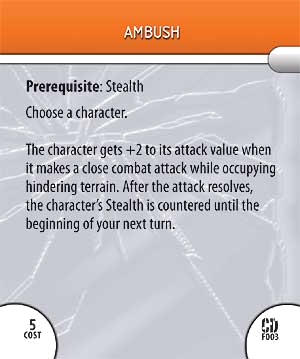 AMBUSH
Prerequisite: Stealth
Choose a character.
The character gets +2 to its attack value when
it makes a close combat attack while occupying
hindering terrain. After the attack resolves,
the character's Stealth is countered until the
beginning of your next turn.
5
COST
CD
F003